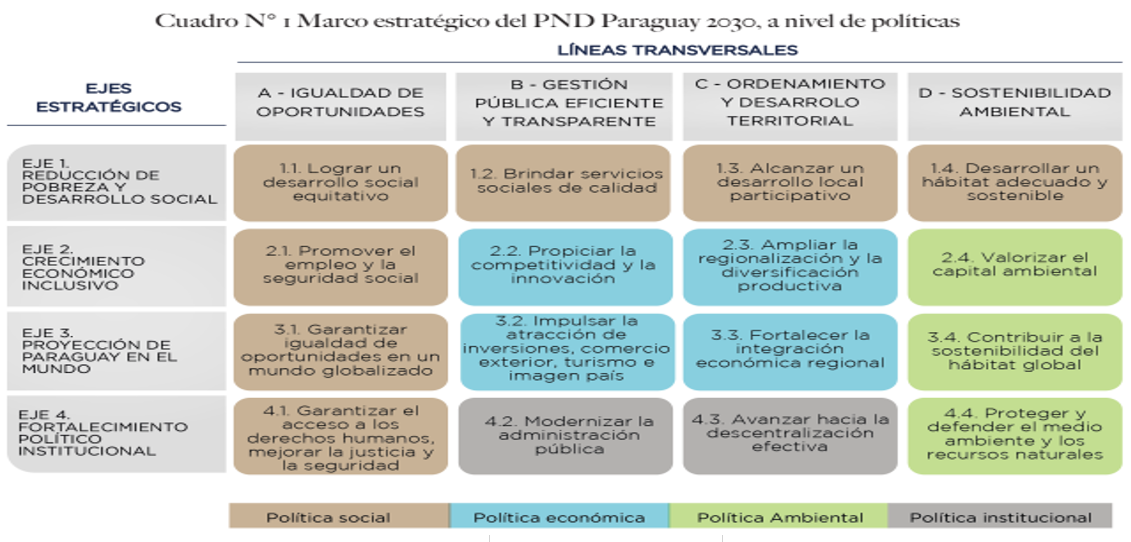 Cuadro N° 1 Marco estratégico del PND Paraguay 2030, a nivel de políticas
LÍNEAS TRANSVERSALES
EJES
ESTRATÉGICOS
A - IGUALDAD DE
OPORTUNIDADES
B - GESTIÓN
PÚBLICA EFICIENTE
Y TRANSPARENTE
C - ORDENAMIENTO
Y DESARROLO
TERRITORIAL
D - SOSTENIBILIDAD
AMBIENTAL
EJE 1.
REDUCCIÓN DE
POBREZA Y
DESARROLLO SOCIAL
1.1. Lograr un
desarrollo social
equitativo
1.2. Brindar servicios
sociales de calidad
1.3. Alcanzar un
desarrollo local
participativo
1.4. Desarrollar un
hábitat adecuado y
sostenible
EJE 2.
CRECIMIENTO
ECONÓMICO
INCLUSIVO
2.1. Promover el
empleo y la
seguridad social
2.2. Propiciar la
competitividad y la
innovación
2.3. Ampliar la
regionalización y la
diversificación
productiva
2.4. Valorizar el
capital ambiental
EJE 3.
PROYECCIÓN DE
PARAGUAY EN EL
MUNDO
3.1. Garantizar
igualdad de
oportunidades en un
mundo globalizado
3.2. Impulsar la
atracción de
inversiones, comercio
exterior, turismo e
imagen país
3.3. Fortalecer la
integración
económica regional
3.4. Contribuir a la
sostenibilidad del
hábitat global
EJE 4.
FORTALECIMIENTO
POLÍTICO
INSTITUCIONAL
4.1. Garantizar el
acceso a los
derechos humanos,
mejorar la justicia y
la seguridad
4.2. Modernizar la
administración
pública
4.3. Avanzar hacia la
descentralización
efectiva
4.4. Proteger y
defender el medio
ambiente y los
recursos naturales
Política social
Política económica
Política Ambiental
Política institucional